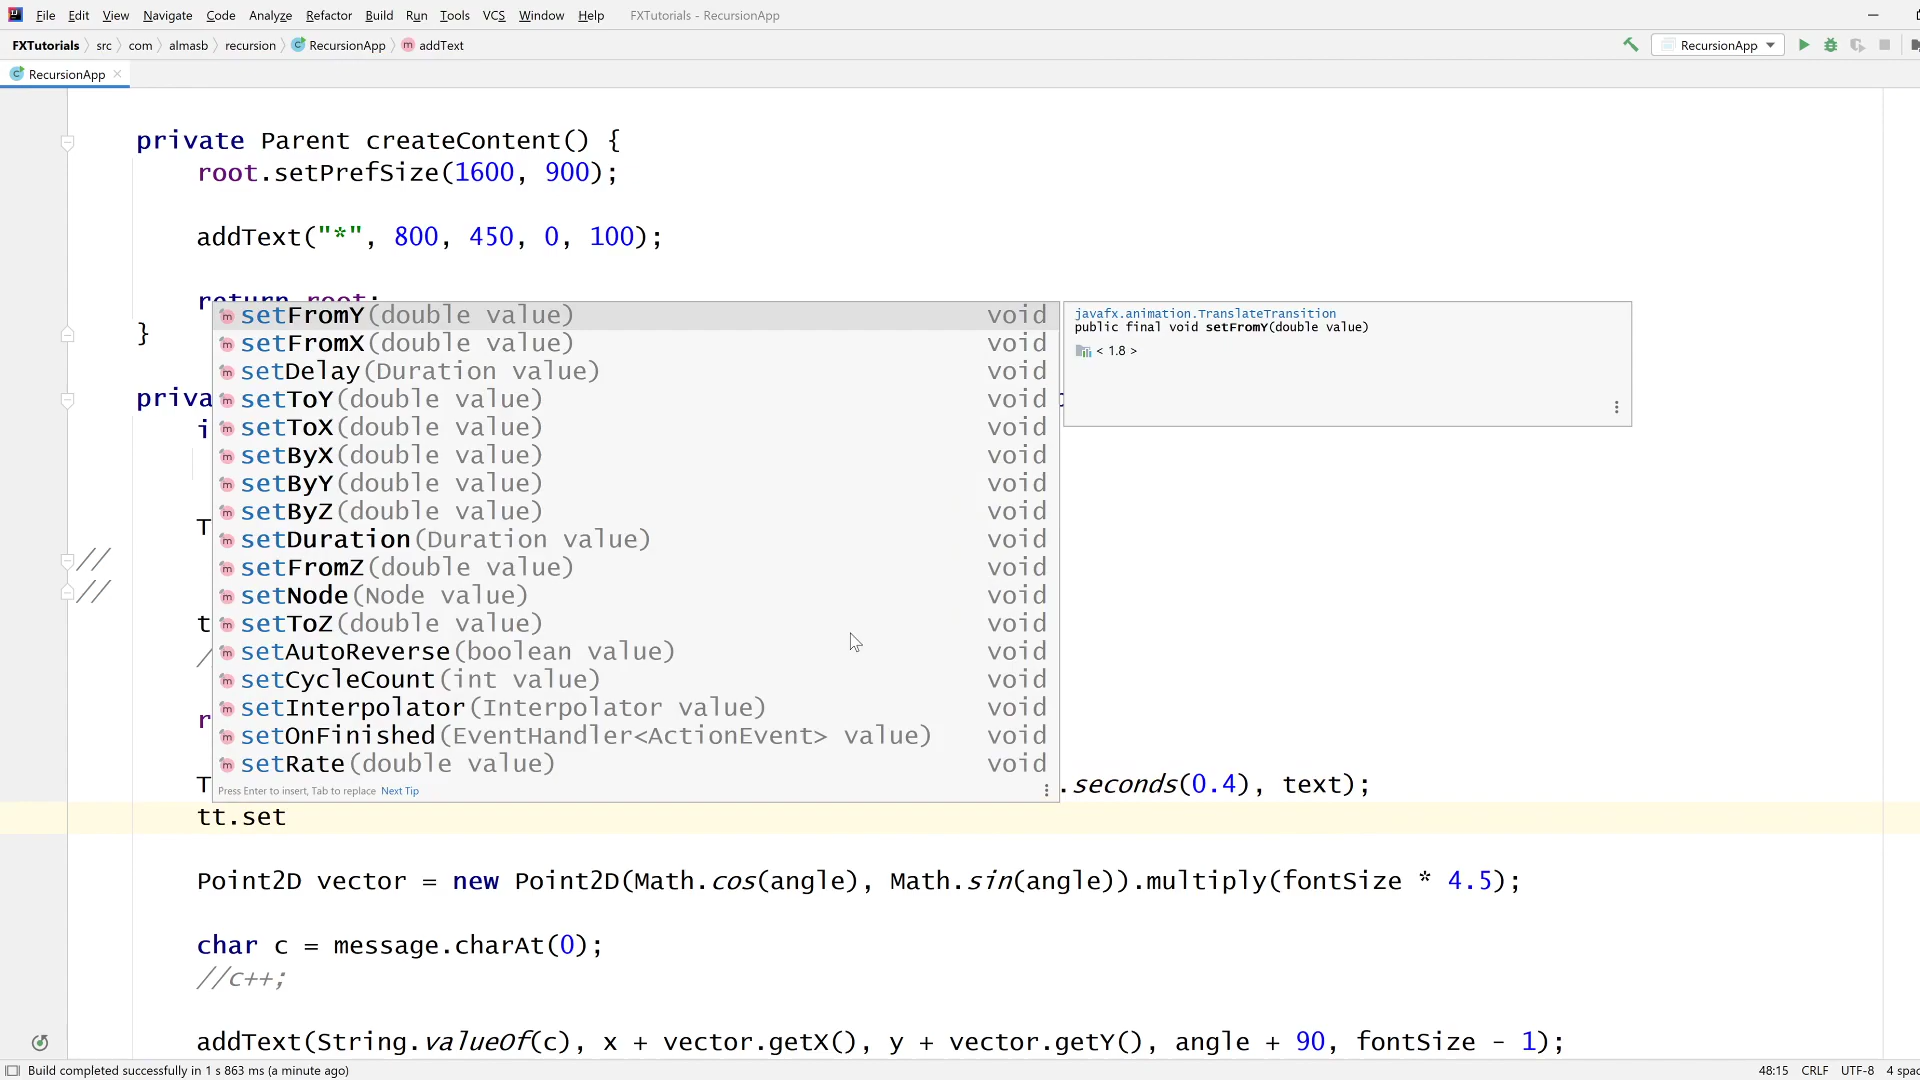 File Edit View Navigate Code Analyze Refactor Build Run Tools VCS Window Help FXTutorials - RecursionApp
FXTutorials src com almasb recursion RecursionApp addText RecursionApp
RecursionApp
private Parent createContent() {
root.setPrefSize(1600, 900);
addText("*", 800, 450, 0, 100);
return root;
}
setFromY(double value) void
setFromX(double value) void
setDelay(Duration value) void
setToY(double value) void
setToX(double value) void
setByX(double value) void
setByY(double value) void
setByZ(double value) void
setDuration(Duration value) void
setFromZ(double value) void
setNode(Node value) void
setToZ(double value) void
setAutoReverse(boolean value) void
setCycleCount(int value) void
setInterpolator(Interpolator value) void
setOnFinished(EventHandler<ActionEvent> value) void
setRate(double value) void
Press Enter to insert, Tab to replace Next Tip
javafx.animation.TranslateTransition
public final void setFromY(double value)
< 1.8 >
priva
i
T
//
//
t
/
r
T .seconds(0.4), text);
tt.set
Point2D vector = new Point2D(Math.cos(angle), Math.sin(angle)).multiply(fontSize * 4.5);
char c = message.charAt(0);
//c++;
addText(String.valueOf(c), x + vector.getX(), y + vector.getY(), angle + 90, fontSize - 1);
Build completed successfully in 1 s 863 ms (a minute ago) 48:15 CRLF UTF-8 4 spac